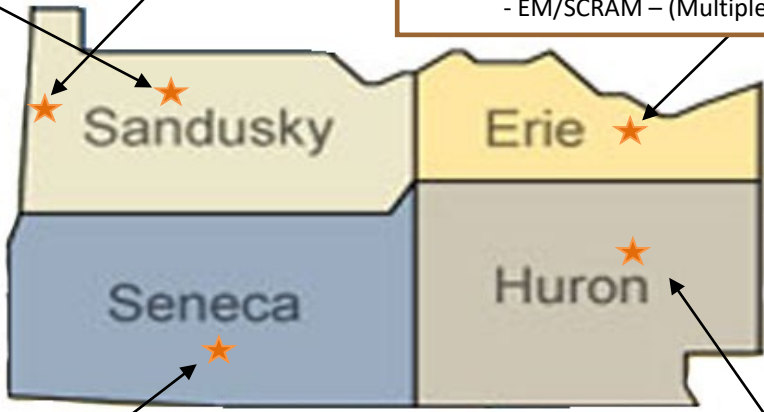 - EM/SCRAM – (Multiple
Sandusky
Erie
Seneca
Huron